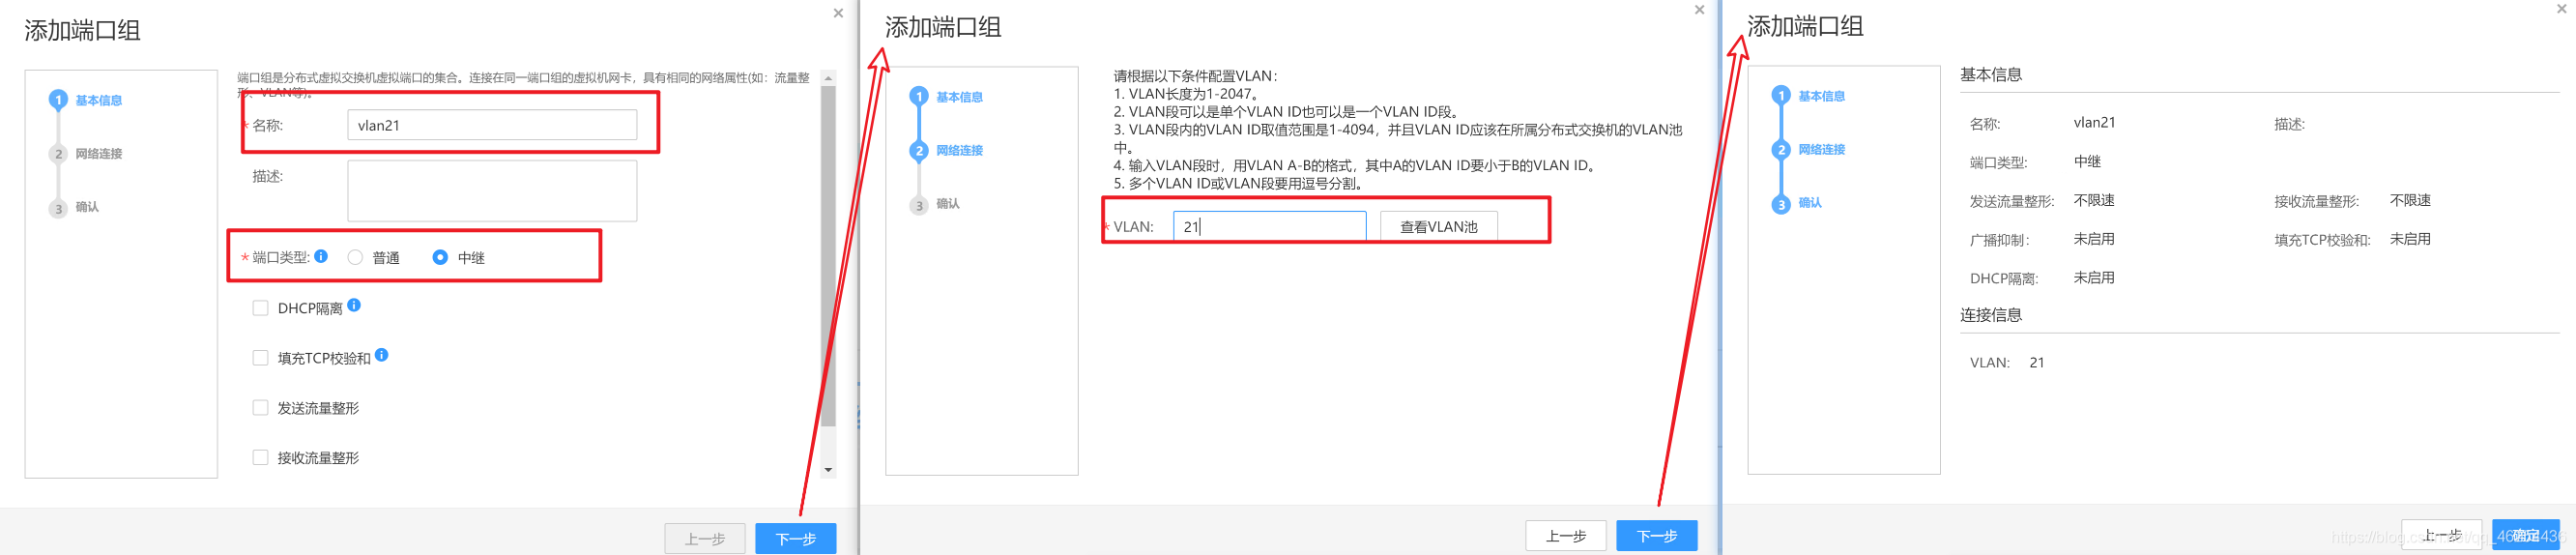 添加端口组
1 基本信息
2 网络连接
3 确认
端口组是分布式虚拟交换机虚拟端口的集合。连接在同一端口组的虚拟机网卡，具有相同的网络属性(如：流量整
形、VLAN等)。
* 名称: vlan21
描述:
* 端口类型: 普通 中继
DHCP隔离
填充TCP校验和
发送流量整形
接收流量整形
上一步 下一步
添加端口组
1 基本信息
2 网络连接
3 确认
请根据以下条件配置VLAN：
1. VLAN长度为1-2047。
2. VLAN段可以是单个VLAN ID也可以是一个VLAN ID段。
3. VLAN段内的VLAN ID取值范围是1-4094，并且VLAN ID应该在所属分布式交换机的VLAN池
中。
4. 输入VLAN段时，用VLAN A-B的格式，其中A的VLAN ID要小于B的VLAN ID。
5. 多个VLAN ID或VLAN段要用逗号分割。
* VLAN: 21 查看VLAN池
上一步 下一步
添加端口组
1 基本信息
2 网络连接
3 确认
基本信息
名称: vlan21 描述:
端口类型: 中继
发送流量整形: 不限速 接收流量整形: 不限速
广播抑制: 未启用 填充TCP校验和: 未启用
DHCP隔离: 未启用
连接信息
VLAN: 21
上一步 确定